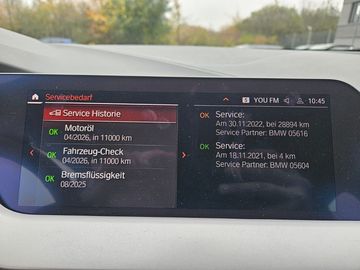 Servicebedarf
S YOU FM 10:45
Service Historie
OK Motoröl
04/2026, in 11000 km
OK Fahrzeug-Check
04/2026, in 11000 km
OK Bremsflüssigkeit
08/2025
OK Service:
Am 30.11.2022, bei 28894 km
Service Partner: BMW 05616
OK Service:
Am 18.11.2021, bei 4 km
Service Partner: BMW 05604